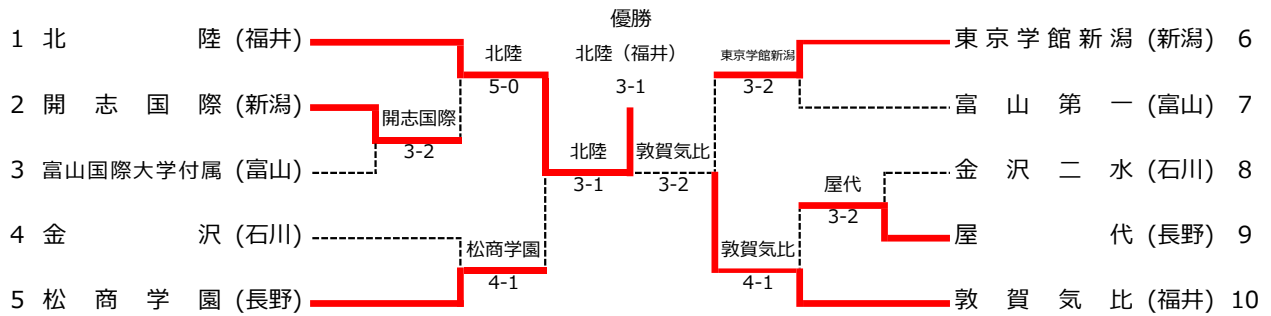 優勝
北陸（福井）
3-1
1 北陸 (福井)
2 開志国際 (新潟)
3 富山国際大学付属 (富山)
4 金沢 (石川)
5 松商学園 (長野)
開志国際
3-2
北陸
5-0
松商学園
4-1
北陸
3-1
敦賀気比
3-2
東京学館新潟
3-2
屋代
3-2
敦賀気比
4-1
東京学館新潟 (新潟) 6
富山第一 (富山) 7
金沢二水 (石川) 8
屋代 (長野) 9
敦賀気比 (福井) 10